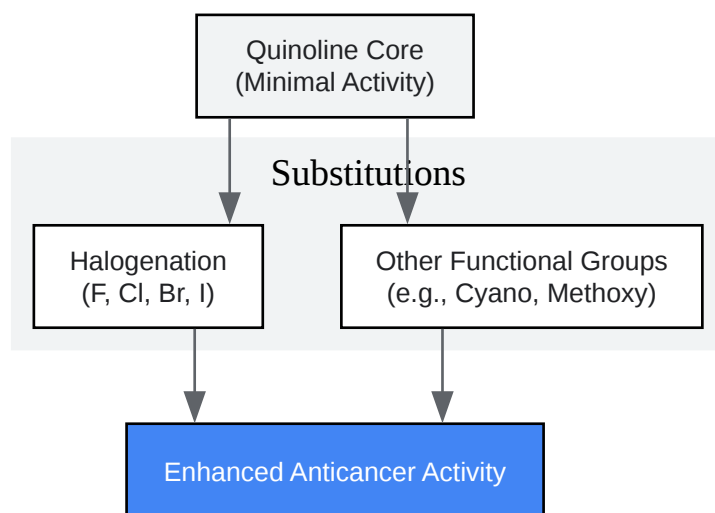 Quinoline Core
(Minimal Activity)
Substitutions
Halogenation
(F, Cl, Br, I)
Other Functional Groups
(e.g., Cyano, Methoxy)
Enhanced Anticancer Activity